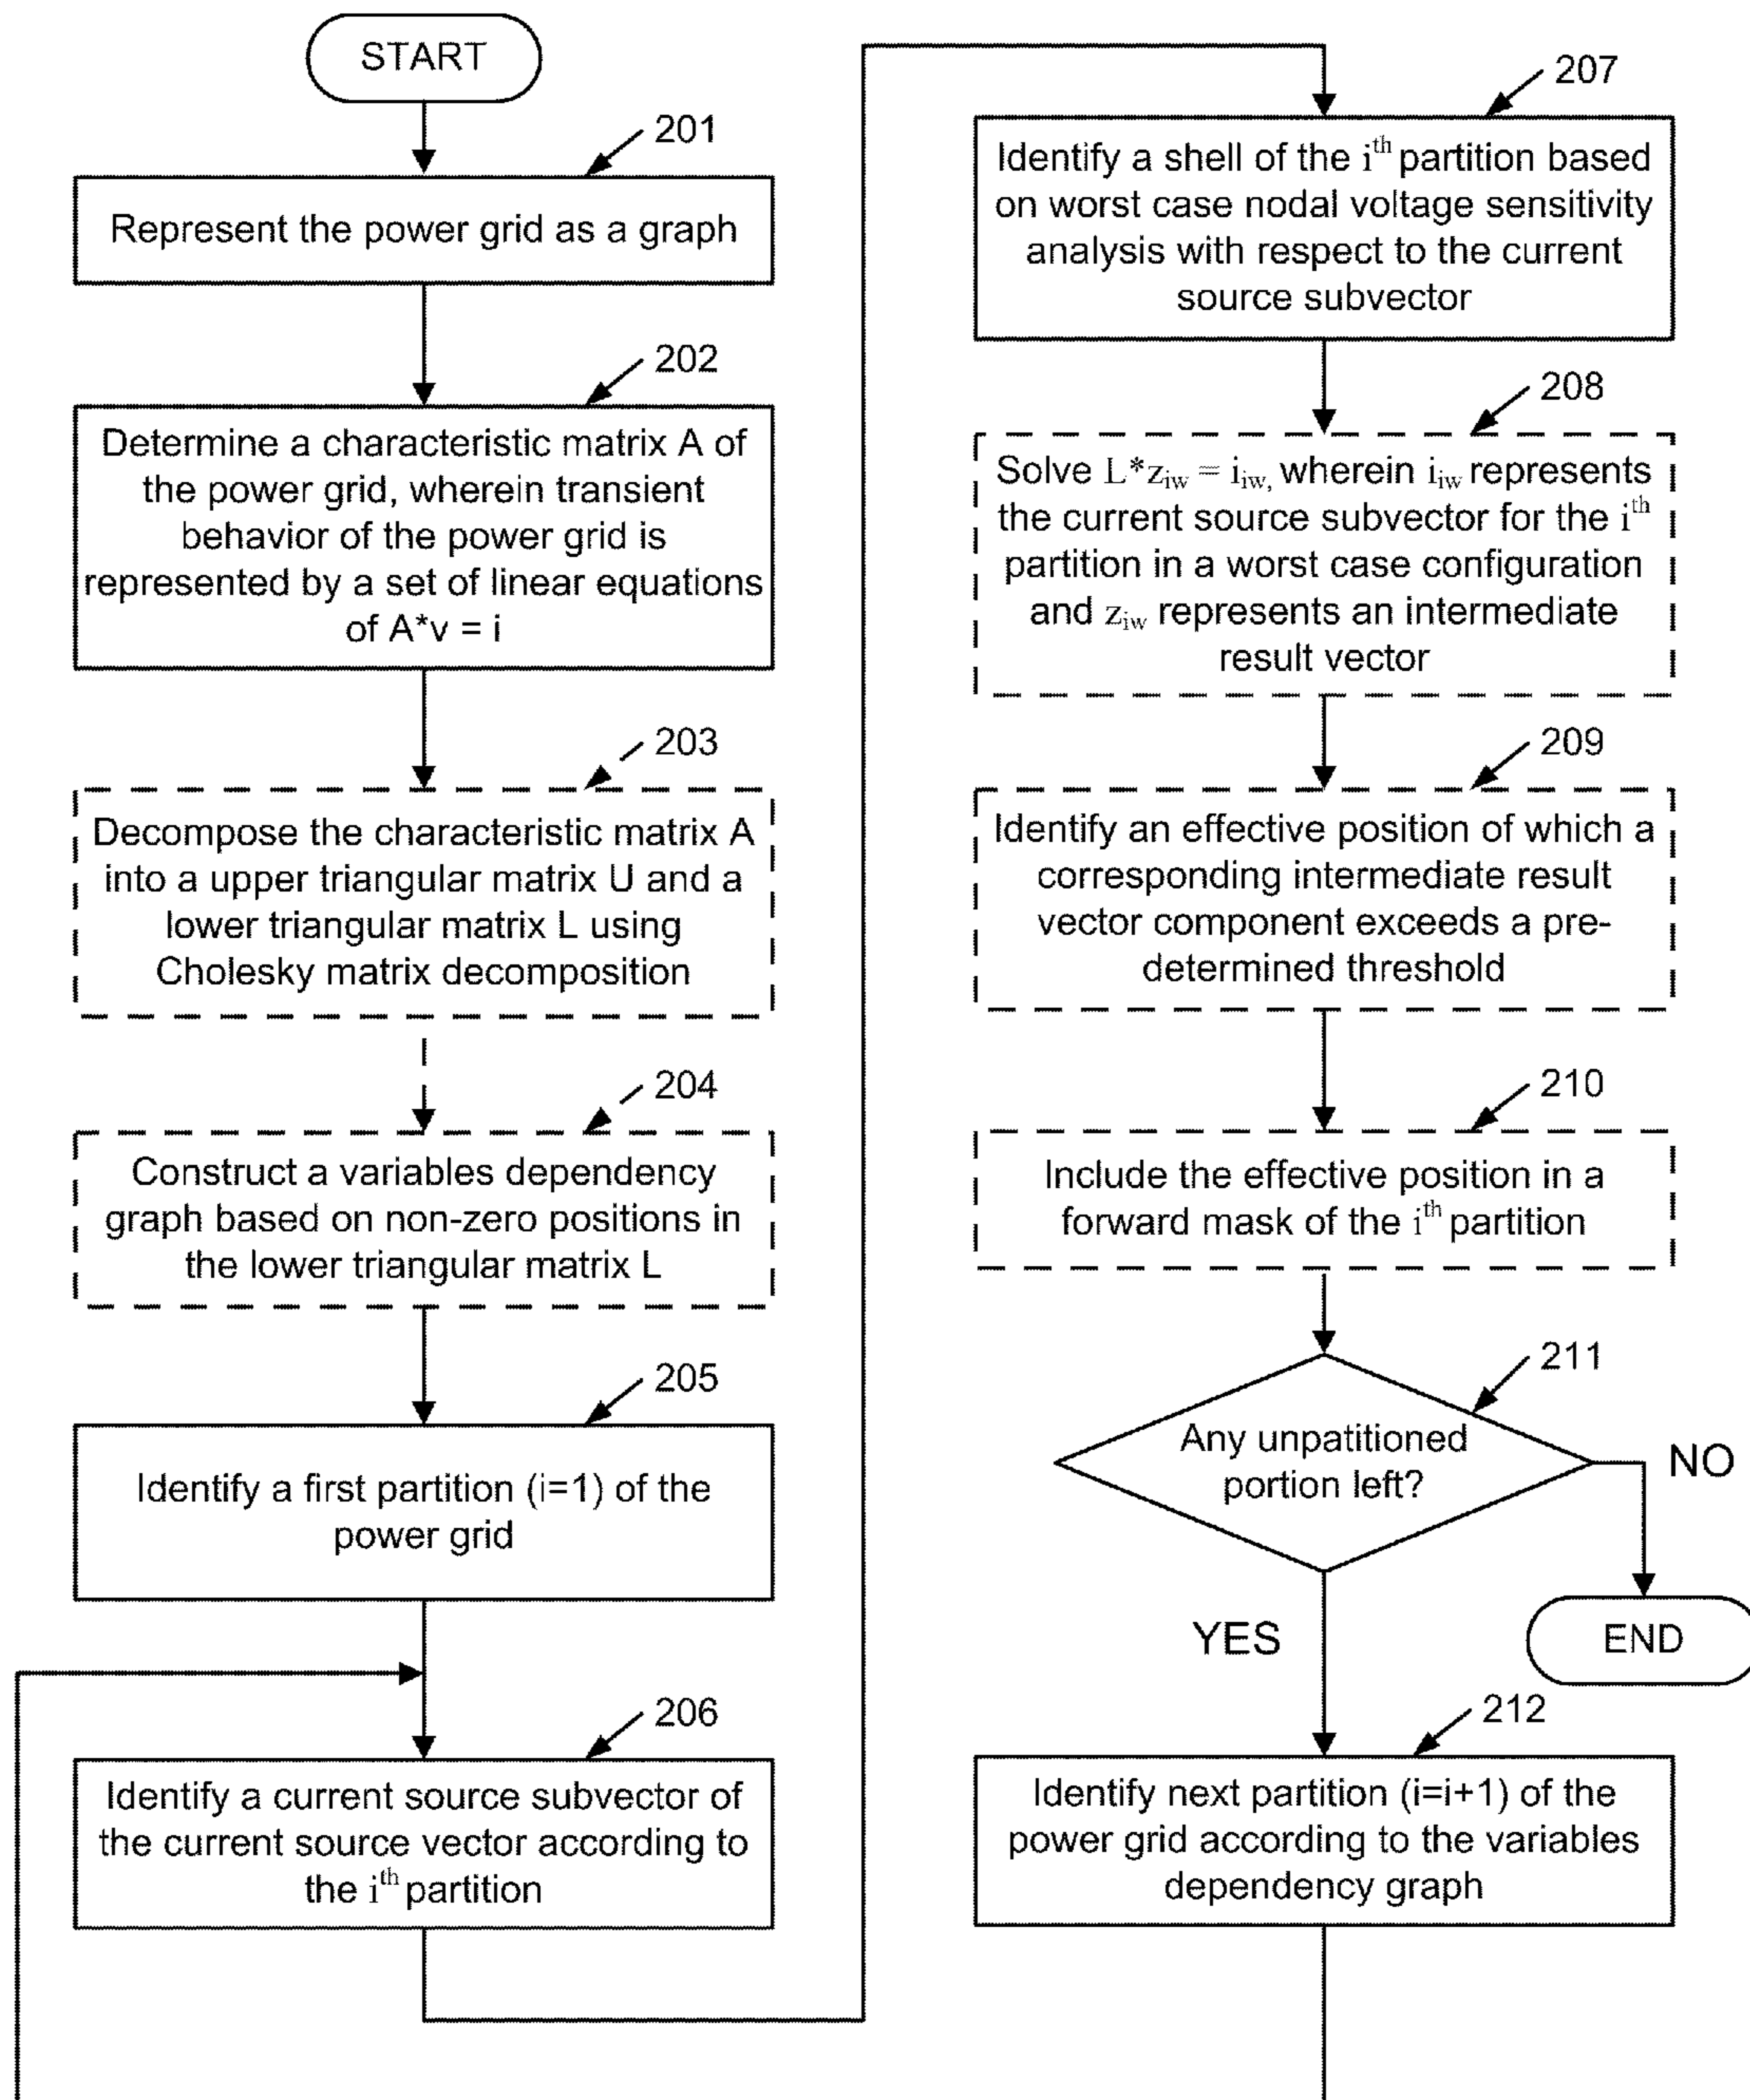 START
201
Represent the power grid as a graph
202
Determine a characteristic matrix A of
the power grid, wherein transient
behavior of the power grid is
represented by a set of linear equations
of A*v = i
203
Decompose the characteristic matrix A
into a upper triangular matrix U and a
lower triangular matrix L using
Cholesky matrix decomposition
204
Construct a variables dependency
graph based on non-zero positions in
the lower triangular matrix L
205
Identify a first partition (i=1) of the
power grid
206
Identify a current source subvector of
the current source vector according to
the i^th partition
207
Identify a shell of the i^th partition based
on worst case nodal voltage sensitivity
analysis with respect to the current
source subvector
208
Solve L*z_iw = i_iw, wherein i_iw represents
the current source subvector for the i^th
partition in a worst case configuration
and z_iw represents an intermediate
result vector
209
Identify an effective position of which a
corresponding intermediate result
vector component exceeds a pre-
determined threshold
210
Include the effective position in a
forward mask of the i^th partition
211
Any unpatitioned
portion left?
NO
END
YES
212
Identify next partition (i=i+1) of the
power grid according to the variables
dependency graph